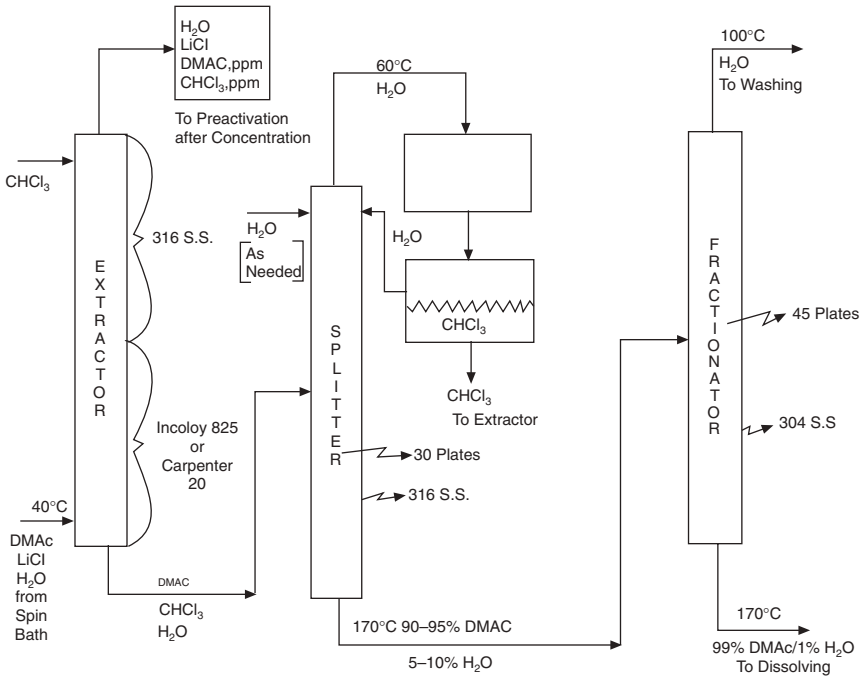 H₂O
LiCl
DMAC,ppm
CHCl₃,ppm
To Preactivation
after Concentration
CHCl₃
316 S.S.
EXTRACTOR
Incoloy 825
or
Carpenter
20
40°C
DMAc
LiCl
H₂O
from
Spin
Bath
DMAC
CHCl₃
H₂O
60°C
H₂O
H₂O
[As
Needed]
H₂O
CHCl₃
CHCl₃
To Extractor
SPLITTER
30 Plates
316 S.S.
170°C 90–95% DMAC
5–10% H₂O
100°C
H₂O
To Washing
FRACTIONATOR
45 Plates
304 S.S
170°C
99% DMAc/1% H₂O
To Dissolving